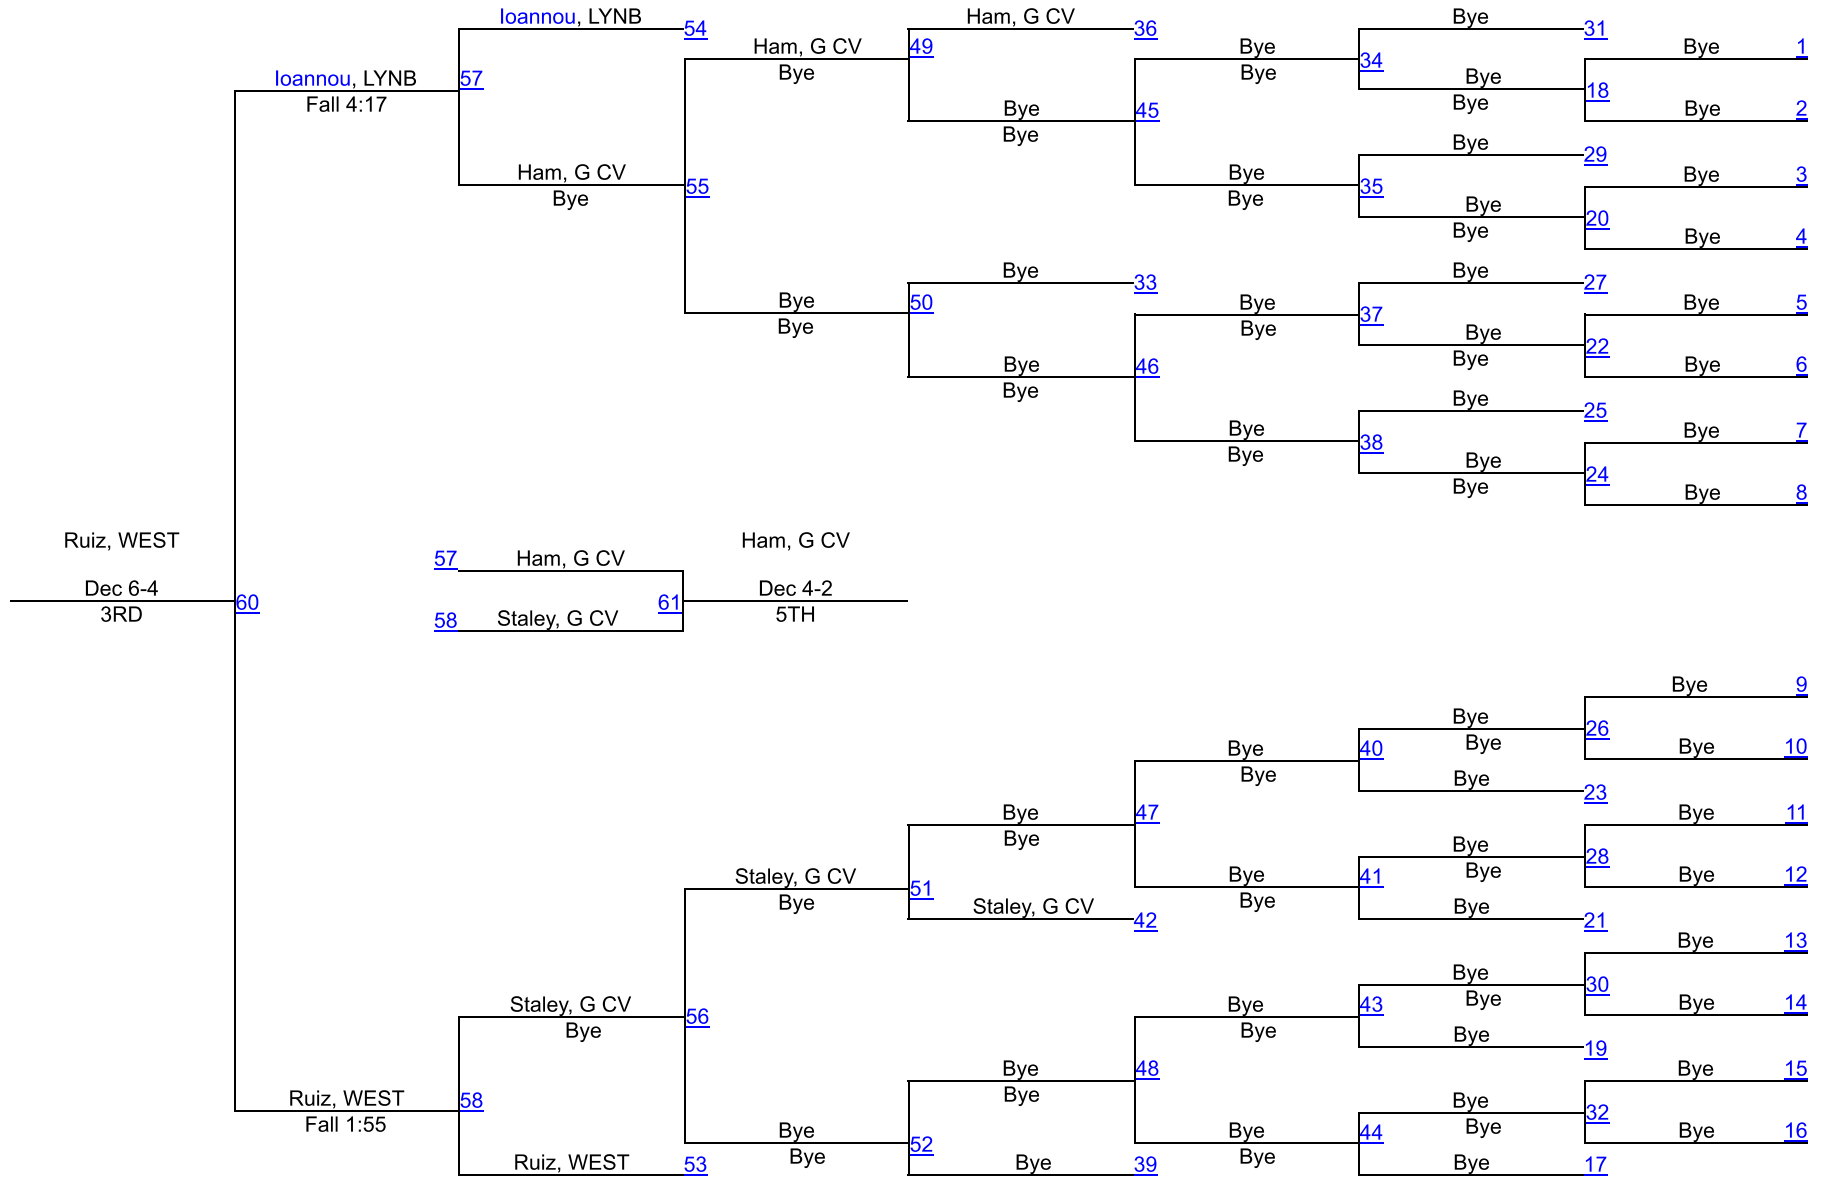 Ioannou, LYNB
54
Ham, G CV
36
Bye
31
Ham, G CV
49
Bye
Bye
1
Bye
Bye
34
Ioannou, LYNB
57
Bye
18
Fall 4:17
Bye
Bye
45
Bye
2
Bye
Bye
29
Ham, G CV
55
Bye
35
Bye
3
Bye
Bye
Bye
20
Bye
Bye
4
Bye
33
Bye
27
Bye
50
Bye
37
Bye
5
Bye
Bye
Bye
22
Bye
46
Bye
Bye
6
Bye
Bye
25
Bye
38
Bye
7
Bye
Bye
24
Bye
Bye
8
Ruiz, WEST
Ham, G CV
57
Ham, G CV
Dec 6-4
60
Dec 4-2
3RD
58
Staley, G CV
61
5TH
Bye
9
Bye
26
Bye
40
Bye
Bye
10
Bye
Bye
23
Bye
47
Bye
11
Bye
Bye
28
Staley, G CV
51
Bye
41
Bye
Bye
12
Bye
Bye
Staley, G CV
42
Bye
21
Bye
13
Bye
30
Staley, G CV
56
Bye
43
Bye
Bye
14
Bye
Bye
Bye
19
Bye
48
Bye
15
Ruiz, WEST
58
Bye
Bye
32
Fall 1:55
Bye
52
Bye
44
Bye
Bye
16
Bye
Bye
Ruiz, WEST
53
Bye
39
Bye
17